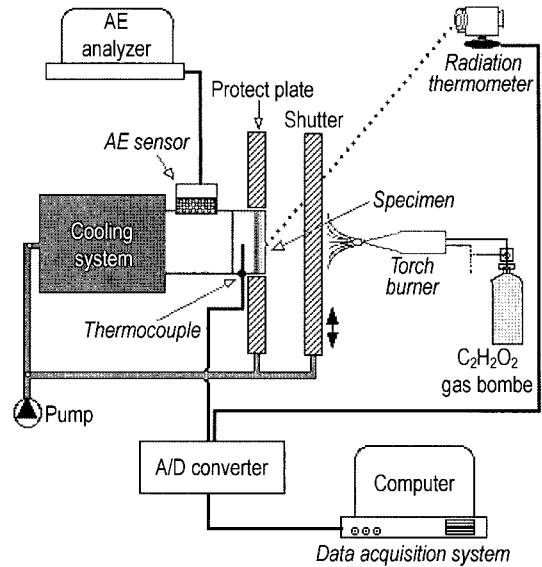 AE
analyzer
Radiation
thermometer
Protect plate
Shutter
AE sensor
Specimen
Cooling
system
Torch
burner
Thermocouple
C₂H₂O₂
gas bombe
Pump
A/D converter
Computer
Data acquisition system